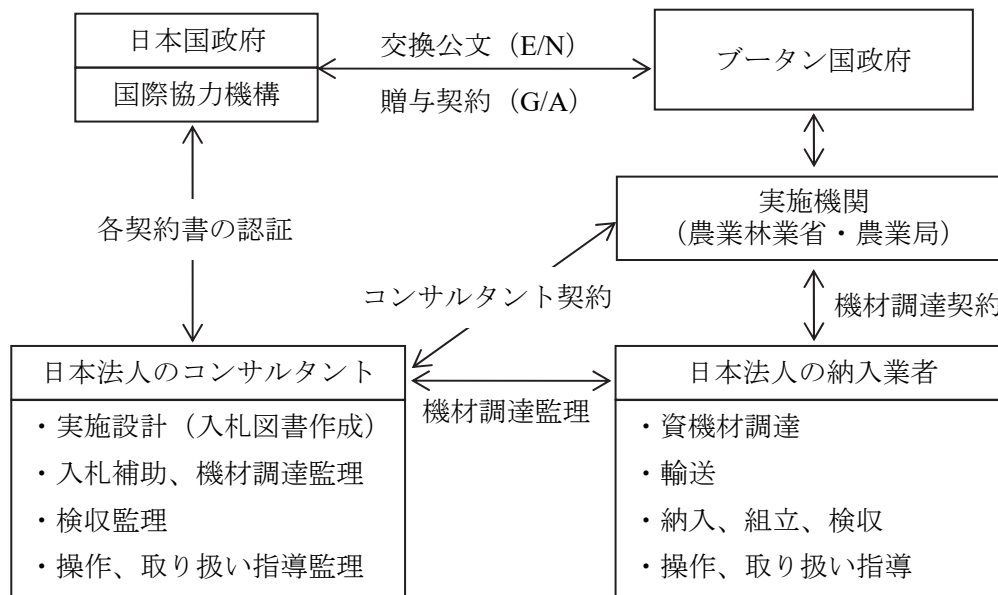 日本国政府
国際協力機構
交換公文（E/N）
贈与契約（G/A）
ブータン国政府
実施機関
（農業林業省・農業局）
各契約書の認証
コンサルタント契約
機材調達契約
日本法人のコンサルタント
・実施設計（入札図書作成）
・入札補助、機材調達監理
・検収監理
・操作、取り扱い指導監理
機材調達監理
日本法人の納入業者
・資機材調達
・輸送
・納入、組立、検収
・操作、取り扱い指導